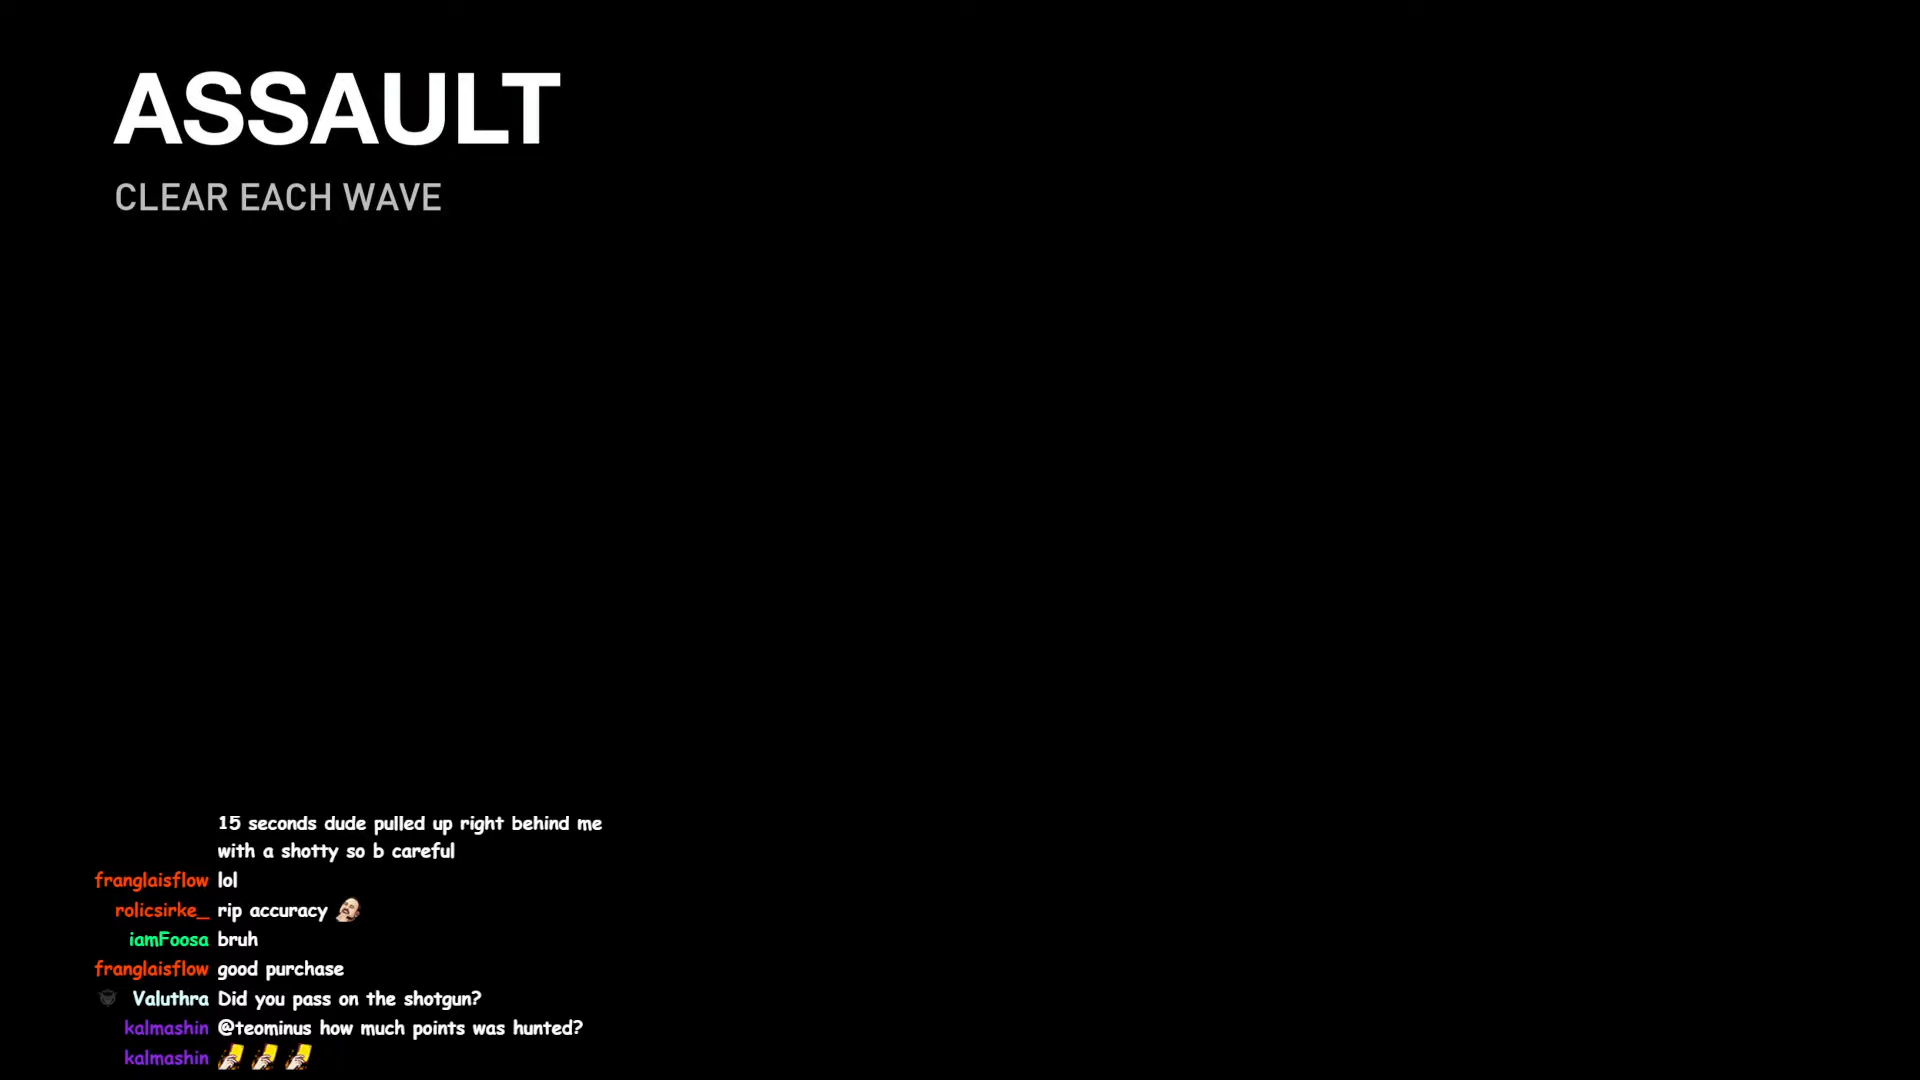 ASSAULT
CLEAR EACH WAVE
15 seconds dude pulled up right behind me
with a shotty so b careful
franglaisflow lol
rolicsirke_ rip accuracy
iamFoosa bruh
franglaisflow good purchase
Valuthra Did you pass on the shotgun?
kalmashin @teominus how much points was hunted?
kalmashin